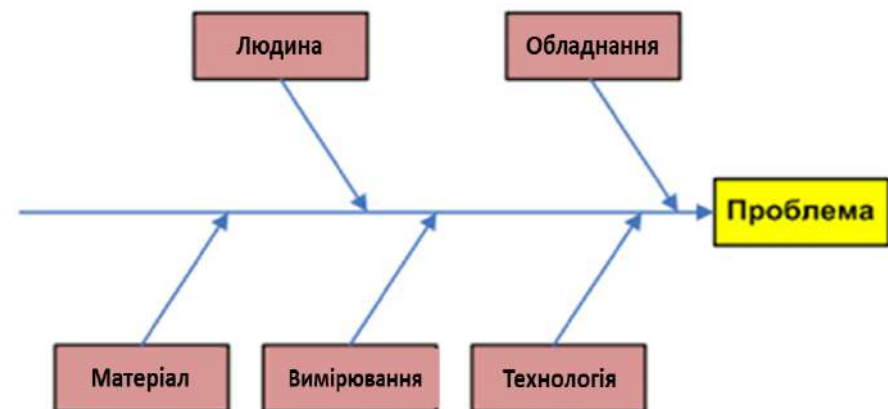 Людина
Обладнання
Проблема
Матеріал
Вимірювання
Технологія